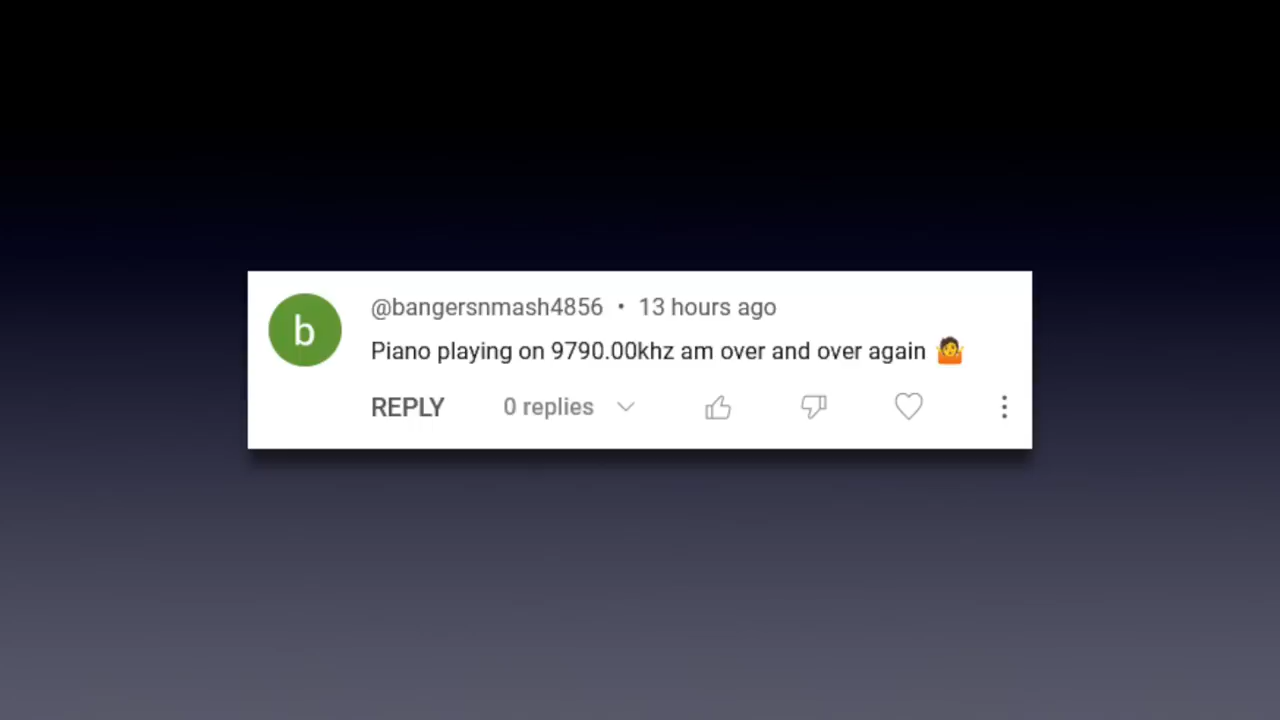 b
@bangersnmash4856 • 13 hours ago
Piano playing on 9790.00khz am over and over again 🤷
REPLY 0 replies